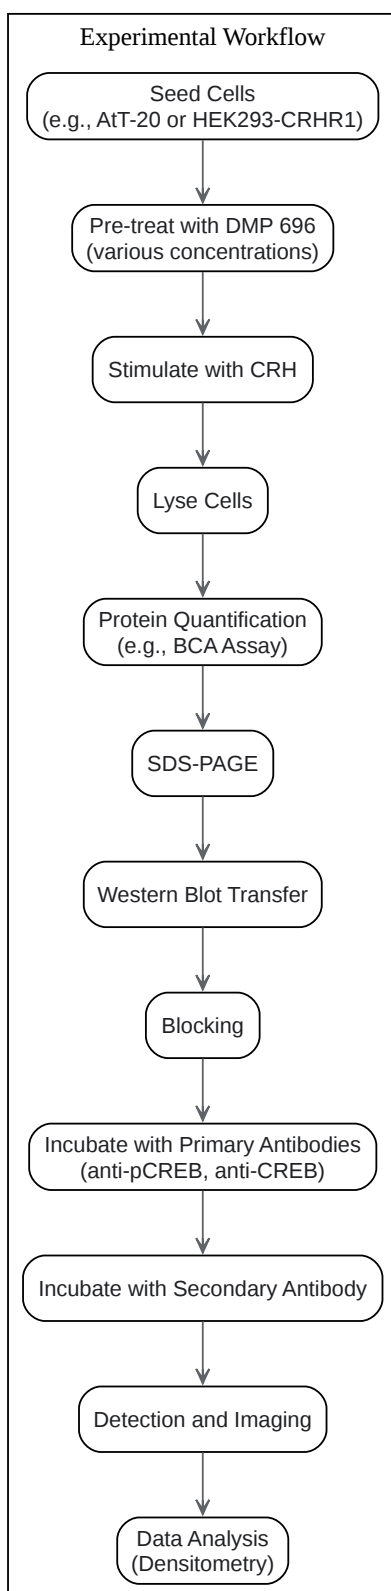 Experimental Workflow
Seed Cells
(e.g., AtT-20 or HEK293-CRHR1)
Pre-treat with DMP 696
(various concentrations)
Stimulate with CRH
Lyse Cells
Protein Quantification
(e.g., BCA Assay)
SDS-PAGE
Western Blot Transfer
Blocking
Incubate with Primary Antibodies
(anti-pCREB, anti-CREB)
Incubate with Secondary Antibody
Detection and Imaging
Data Analysis
(Densitometry)